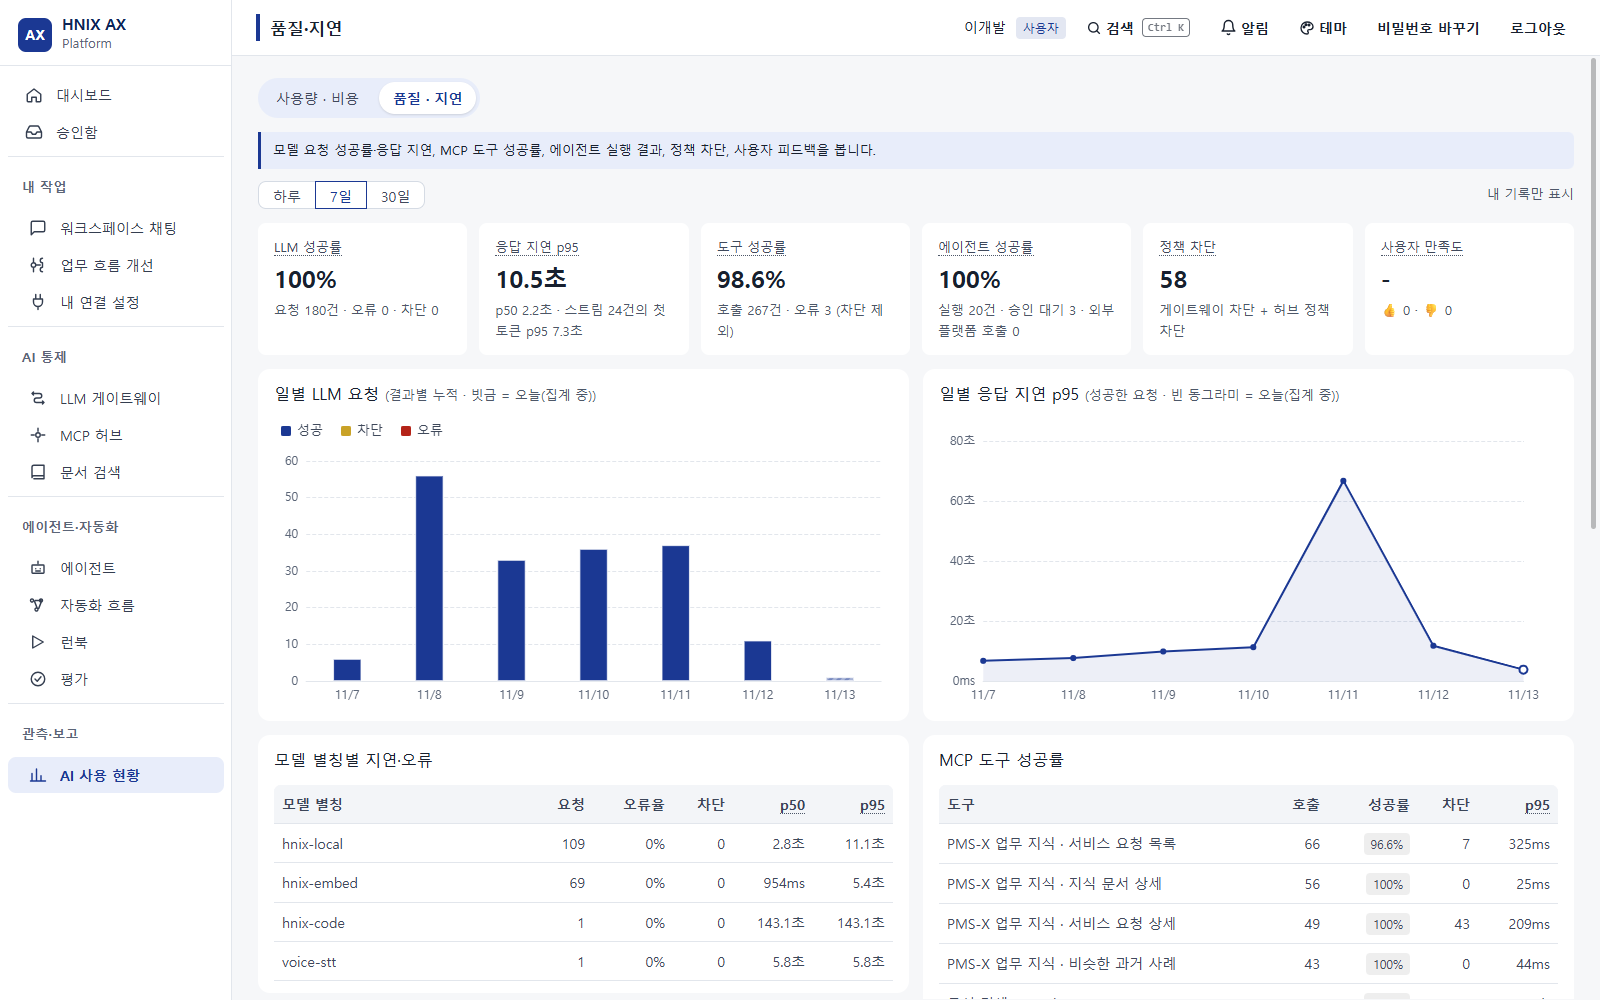 AX
HNIX AX
Platform
대시보드
승인함
내 작업
워크스페이스 채팅
업무 흐름 개선
내 연결 설정
AI 통제
LLM 게이트웨이
MCP 허브
문서 검색
에이전트·자동화
에이전트
자동화 흐름
런북
평가
관측·보고
AI 사용 현황
품질·지연
이개발 사용자 검색 Ctrl K 알림 테마 비밀번호 바꾸기 로그아웃
사용량 · 비용 품질 · 지연
모델 요청 성공률·응답 지연, MCP 도구 성공률, 에이전트 실행 결과, 정책 차단, 사용자 피드백을 봅니다.
하루 7일 30일 내 기록만 표시
LLM 성공률
100%
요청 180건 · 오류 0 · 차단 0
응답 지연 p95
10.5초
p50 2.2초 · 스트림 24건의 첫
토큰 p95 7.3초
도구 성공률
98.6%
호출 267건 · 오류 3 (차단 제
외)
에이전트 성공률
100%
실행 20건 · 승인 대기 3 · 외부
플랫폼 호출 0
정책 차단
58
게이트웨이 차단 + 허브 정책
차단
사용자 만족도
-
👍 0 · 👎 0
일별 LLM 요청 (결과별 누적 · 빗금 = 오늘(집계 중))
성공 차단 오류
60
50
40
30
20
10
0
11/7 11/8 11/9 11/10 11/11 11/12 11/13
일별 응답 지연 p95 (성공한 요청 · 빈 동그라미 = 오늘(집계 중))
80초
60초
40초
20초
0ms
11/7 11/8 11/9 11/10 11/11 11/12 11/13
모델 별칭별 지연·오류
모델 별칭 요청 오류율 차단 p50 p95
hnix-local 109 0% 0 2.8초 11.1초
hnix-embed 69 0% 0 954ms 5.4초
hnix-code 1 0% 0 143.1초 143.1초
voice-stt 1 0% 0 5.8초 5.8초
MCP 도구 성공률
도구 호출 성공률 차단 p95
PMS-X 업무 지식 · 서비스 요청 목록 66 96.6% 7 325ms
PMS-X 업무 지식 · 지식 문서 상세 56 100% 0 25ms
PMS-X 업무 지식 · 서비스 요청 상세 49 100% 43 209ms
PMS-X 업무 지식 · 비슷한 과거 사례 43 100% 0 44ms